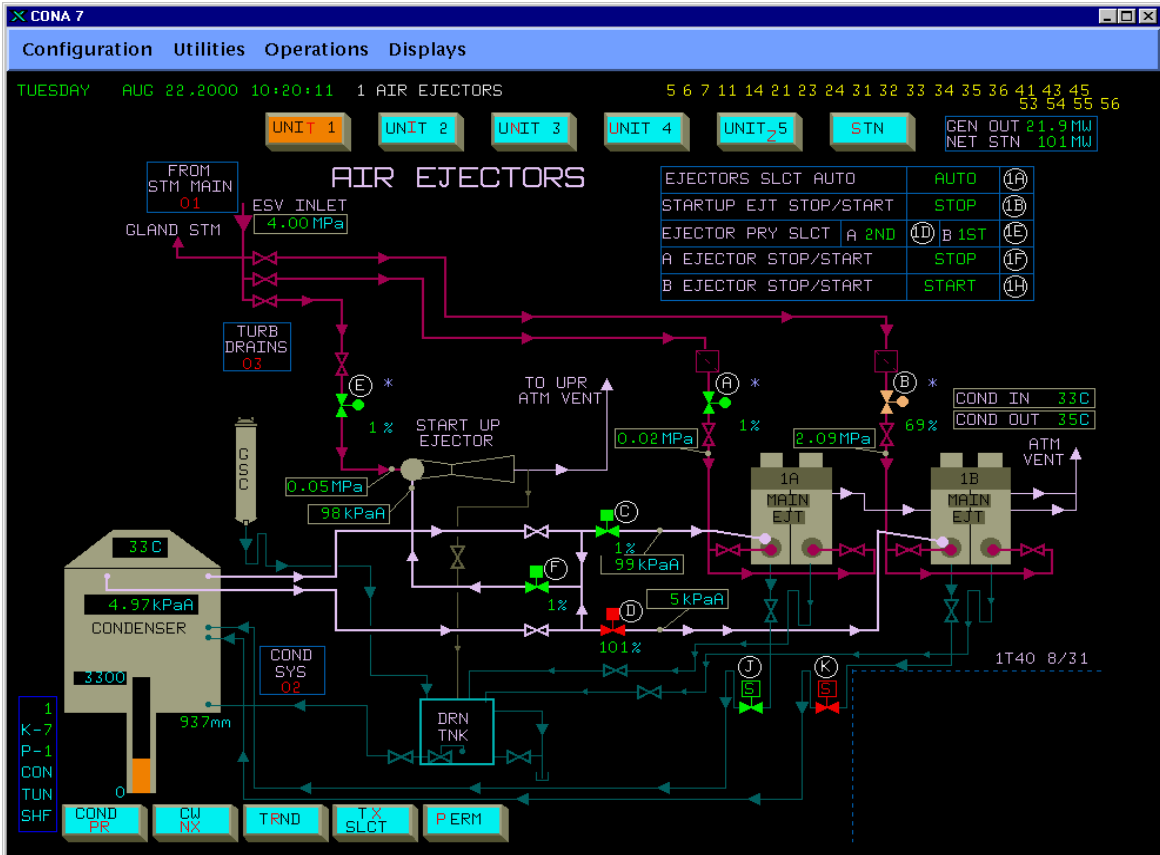 CONA 7
Configuration Utilities Operations Displays
TUESDAY AUG 22,2000 10:20:11 1 AIR EJECTORS
5 6 7 11 14 21 23 24 31 32 33 34 35 36 41 43 45
53 54 55 56
UNIT 1 UNIT 2 UNIT 3 UNIT 4 UNITZ5 STN
GEN OUT 21.9 MW
NET STN 101 MW
FROM
STM MAIN
01
AIR EJECTORS
EJECTORS SLCT AUTO AUTO 1A
STARTUP EJT STOP/START STOP 1B
EJECTOR PRY SLCT A 2ND 1D B 1ST 1E
A EJECTOR STOP/START STOP 1F
B EJECTOR STOP/START START 1H
ESV INLET
4.00 MPa
GLAND STM
TURB
DRAINS
03
E *
1 %
TO UPR
ATM VENT
START UP
EJECTOR
A *
1 %
B *
69%
COND IN 33C
COND OUT 35C
ATM
VENT
0.02 MPa
2.09 MPa
GSC
0.05 MPa
98 kPaA
1A
MAIN
EJT
1B
MAIN
EJT
C
1%
99 kPaA
F
1%
5 kPaA
D
101%
33C
4.97 kPaA
CONDENSER
3300
937mm
0
COND
SYS
02
DRN
TNK
J
S
K
S
1T40 8/31
1
K-7
P-1
CON
TUN
SHF
COND
PR
CW
NX
TRND
TX
SLCT
PERM